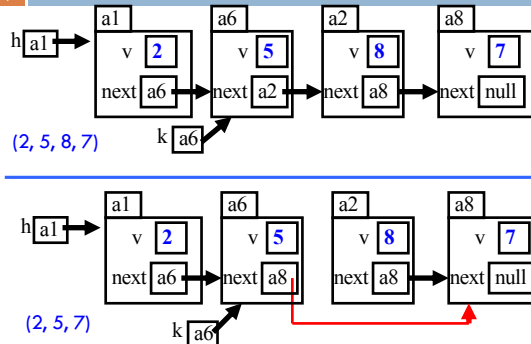 a1 a6 a2 a8
h a1 v 2 v 5 v 8 v 7
next a6 next a2 next a8 next null
(2, 5, 8, 7) k a6
a1 a6 a2 a8
h a1 v 2 v 5 v 8 v 7
next a6 next a8 next a8 next null
(2, 5, 7) k a6